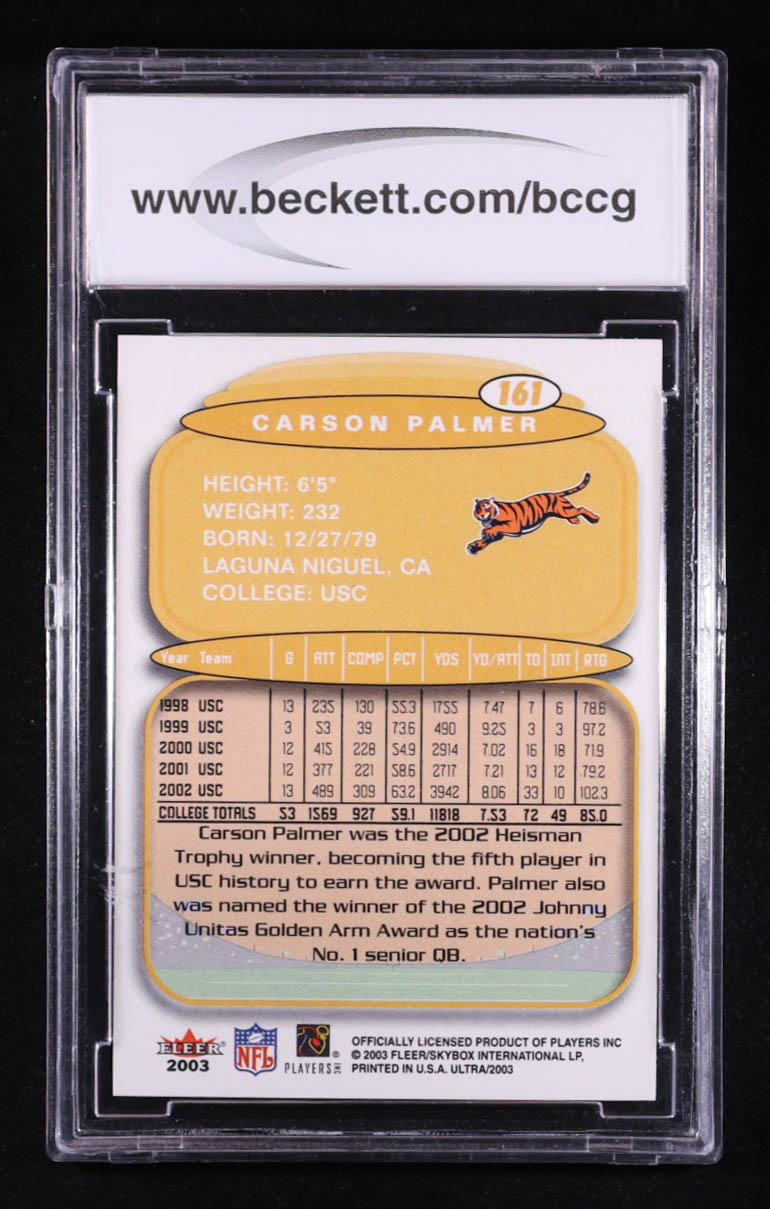 www.beckett.com/bccg
161
CARSON PALMER
HEIGHT: 6'5"
WEIGHT: 232
BORN: 12/27/79
LAGUNA NIGUEL, CA
COLLEGE: USC
Year Team G ATT COMP PCT YDS YD/ATT TD INT RTG
1998 USC 13 235 130 55.3 1755 7.47 7 6 78.6
1999 USC 3 53 39 73.6 490 9.25 3 3 97.2
2000 USC 12 415 228 54.9 2914 7.02 16 18 71.9
2001 USC 12 377 221 58.6 2717 7.21 13 12 79.2
2002 USC 13 489 309 63.2 3942 8.06 33 10 102.3
COLLEGE TOTALS 53 1569 927 59.1 11818 7.53 72 49 85.0
Carson Palmer was the 2002 Heisman
Trophy winner, becoming the fifth player in
USC history to earn the award. Palmer also
was named the winner of the 2002 Johnny
Unitas Golden Arm Award as the nation's
No. 1 senior QB.
FLEER
2003
NFL
PLAYERS INC
OFFICIALLY LICENSED PRODUCT OF PLAYERS INC
© 2003 FLEER/SKYBOX INTERNATIONAL LP,
PRINTED IN U.S.A. ULTRA/2003